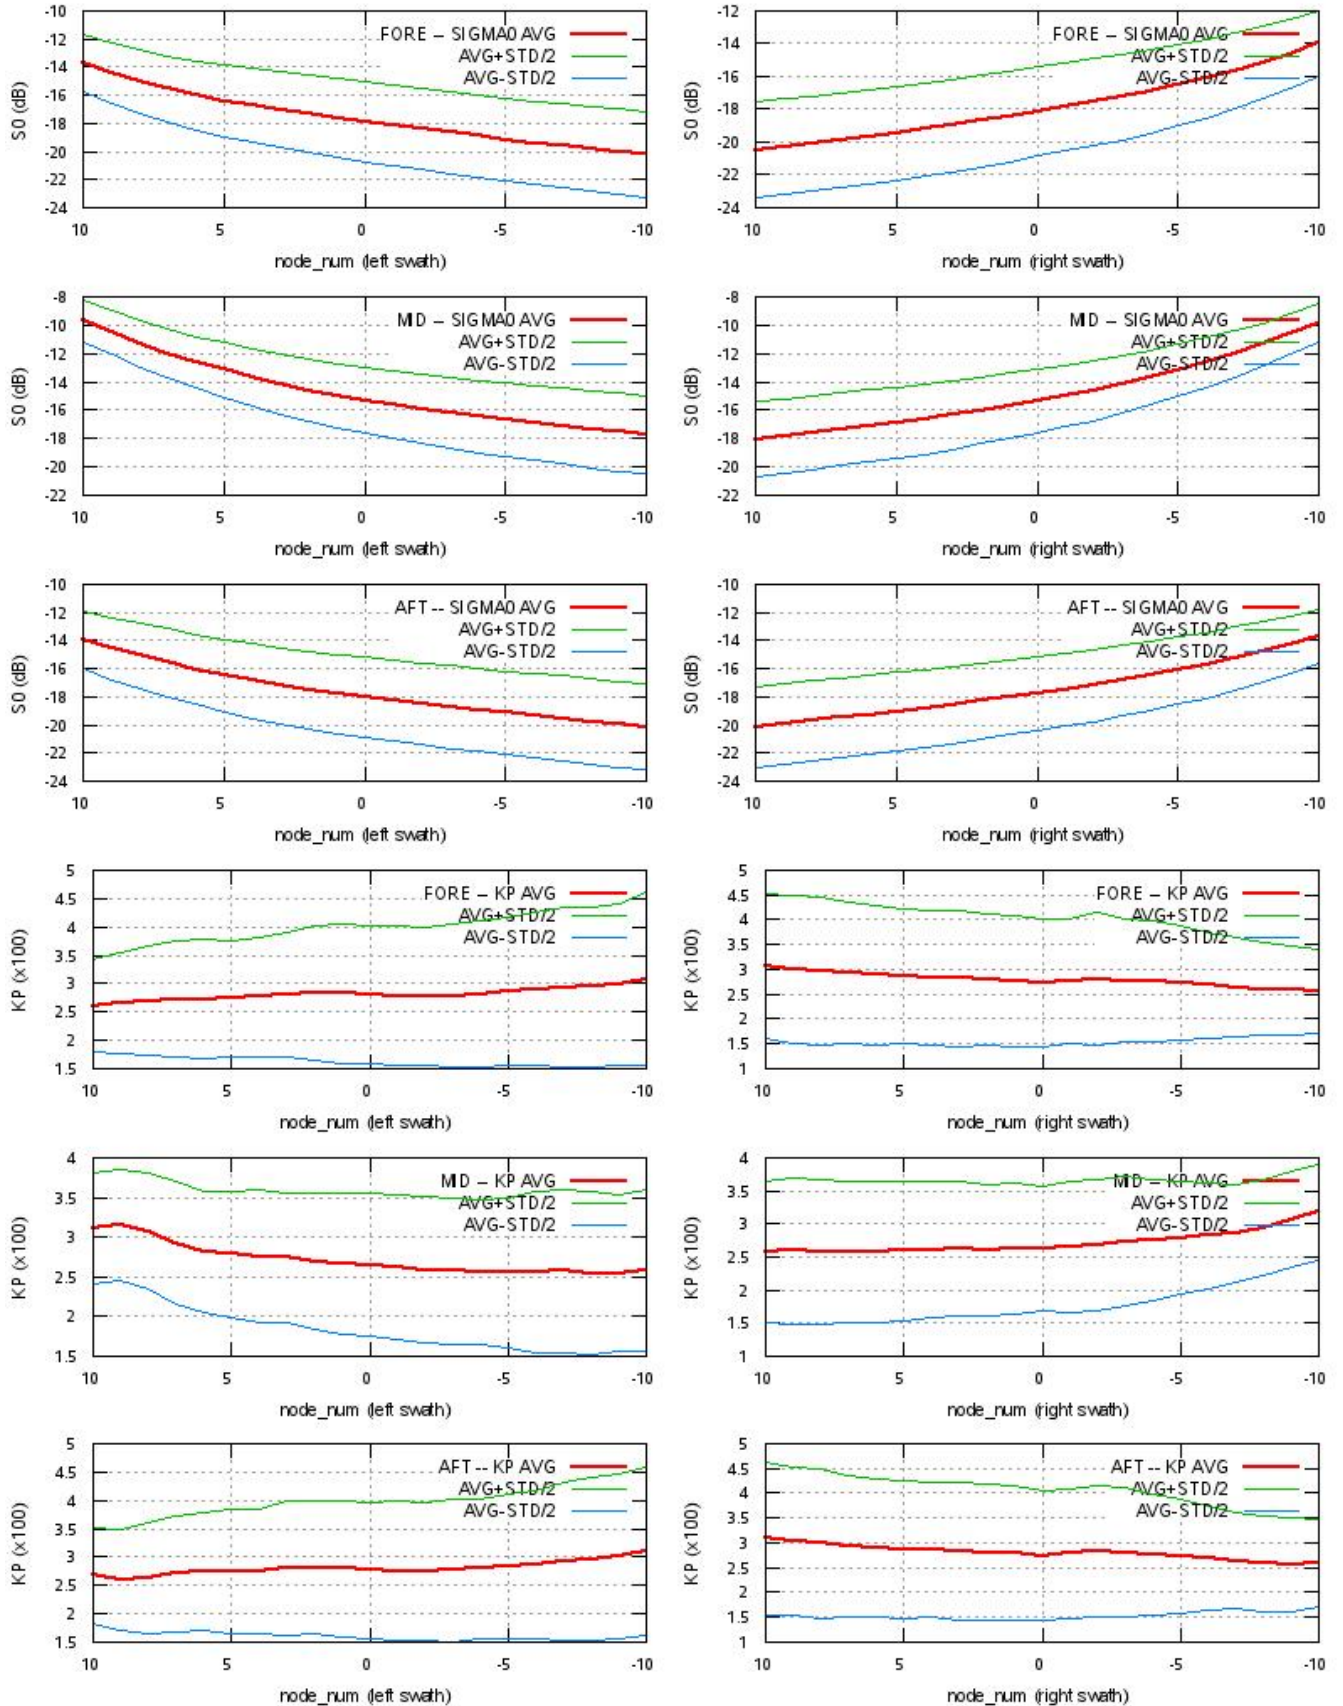 -10
-12
-14
-16
-18
-20
-22
-24
S0 (dB)
FORE -- SIGMA0 AVG
AVG+STD/2
AVG-STD/2
10 5 0 -5 -10
node_num (left swath)
-12
-14
-16
-18
-20
-22
-24
S0 (dB)
FORE -- SIGMA0 AVG
AVG+STD/2
AVG-STD/2
10 5 0 -5 -10
node_num (right swath)
-8
-10
-12
-14
-16
-18
-20
-22
S0 (dB)
MID -- SIGMA0 AVG
AVG+STD/2
AVG-STD/2
10 5 0 -5 -10
node_num (left swath)
-8
-10
-12
-14
-16
-18
-20
-22
S0 (dB)
MID -- SIGMA0 AVG
AVG+STD/2
AVG-STD/2
10 5 0 -5 -10
node_num (right swath)
-10
-12
-14
-16
-18
-20
-22
-24
S0 (dB)
AFT -- SIGMA0 AVG
AVG+STD/2
AVG-STD/2
10 5 0 -5 -10
node_num (left swath)
-10
-12
-14
-16
-18
-20
-22
-24
S0 (dB)
AFT -- SIGMA0 AVG
AVG+STD/2
AVG-STD/2
10 5 0 -5 -10
node_num (right swath)
5
4.5
4
3.5
3
2.5
2
1.5
KP (x100)
FORE -- KP AVG
AVG+STD/2
AVG-STD/2
10 5 0 -5 -10
node_num (left swath)
5
4.5
4
3.5
3
2.5
2
1.5
1
KP (x100)
FORE -- KP AVG
AVG+STD/2
AVG-STD/2
10 5 0 -5 -10
node_num (right swath)
4
3.5
3
2.5
2
1.5
KP (x100)
MID -- KP AVG
AVG+STD/2
AVG-STD/2
10 5 0 -5 -10
node_num (left swath)
4
3.5
3
2.5
2
1.5
1
KP (x100)
MID -- KP AVG
AVG+STD/2
AVG-STD/2
10 5 0 -5 -10
node_num (right swath)
5
4.5
4
3.5
3
2.5
2
1.5
KP (x100)
AFT -- KP AVG
AVG+STD/2
AVG-STD/2
10 5 0 -5 -10
node_num (left swath)
5
4.5
4
3.5
3
2.5
2
1.5
1
KP (x100)
AFT -- KP AVG
AVG+STD/2
AVG-STD/2
10 5 0 -5 -10
node_num (right swath)